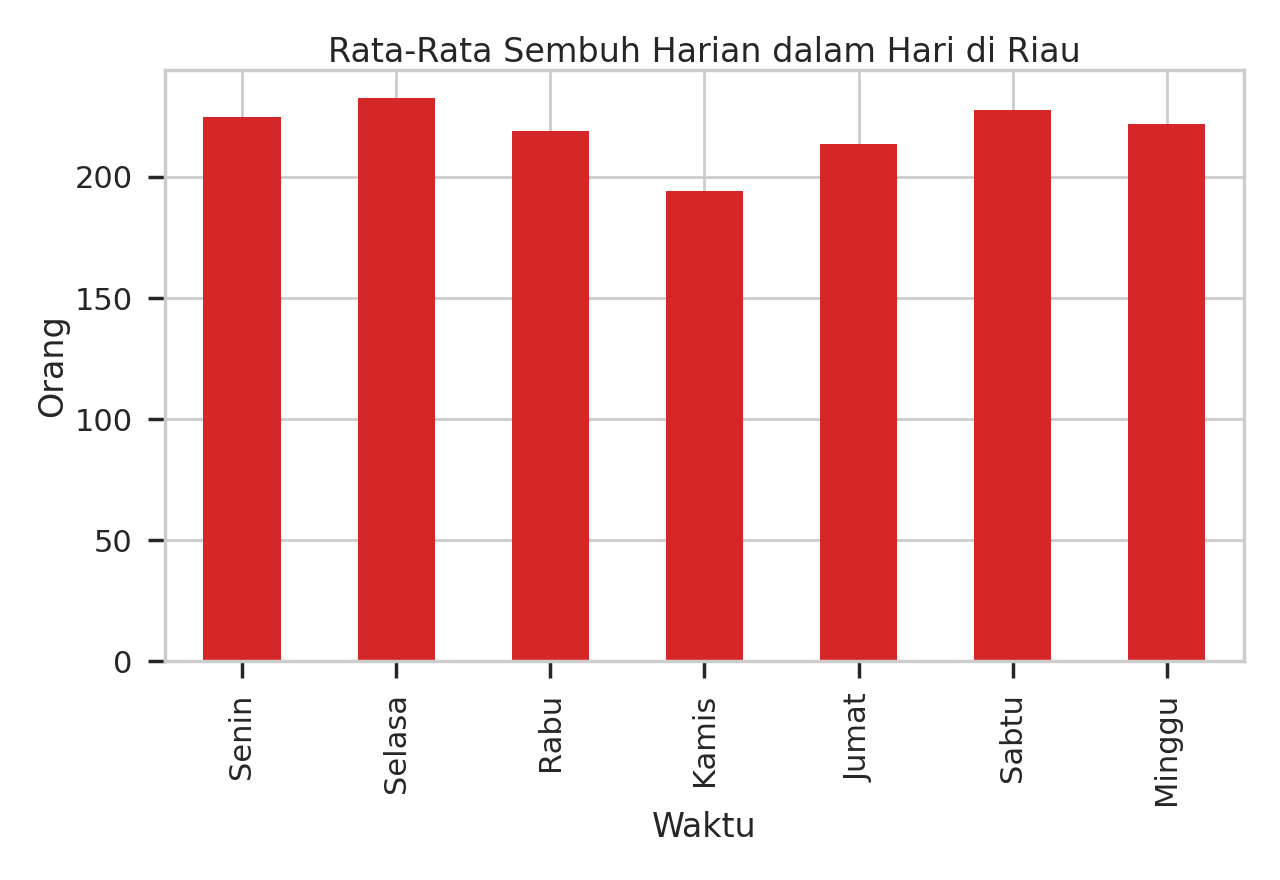 Rata-Rata Sembuh Harian dalam Hari di Riau
Orang
200
150
100
50
0
Senin
Selasa
Rabu
Kamis
Jumat
Sabtu
Minggu
Waktu